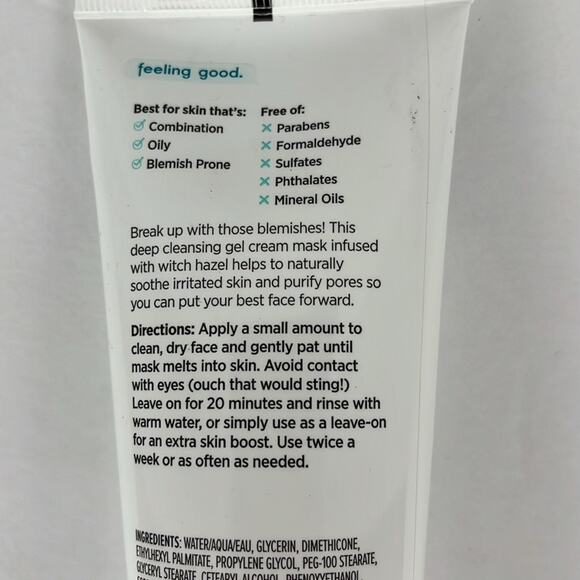 feeling good.
Best for skin that's:
Combination
Oily
Blemish Prone
Free of:
Parabens
Formaldehyde
Sulfates
Phthalates
Mineral Oils
Break up with those blemishes! This
deep cleansing gel cream mask infused
with witch hazel helps to naturally
soothe irritated skin and purify pores so
you can put your best face forward.
Directions: Apply a small amount to
clean, dry face and gently pat until
mask melts into skin. Avoid contact
with eyes (ouch that would sting!)
Leave on for 20 minutes and rinse with
warm water, or simply use as a leave-on
for an extra skin boost. Use twice a
week or as often as needed.
INGREDIENTS: WATER/AQUA/EAU, GLYCERIN, DIMETHICONE,
ETHYLHEXYL PALMITATE, PROPYLENE GLYCOL, PEG-100 STEARATE,
GLYCERYL STEARATE, CETEARYL ALCOHOL, PHENOXYETHANOL,